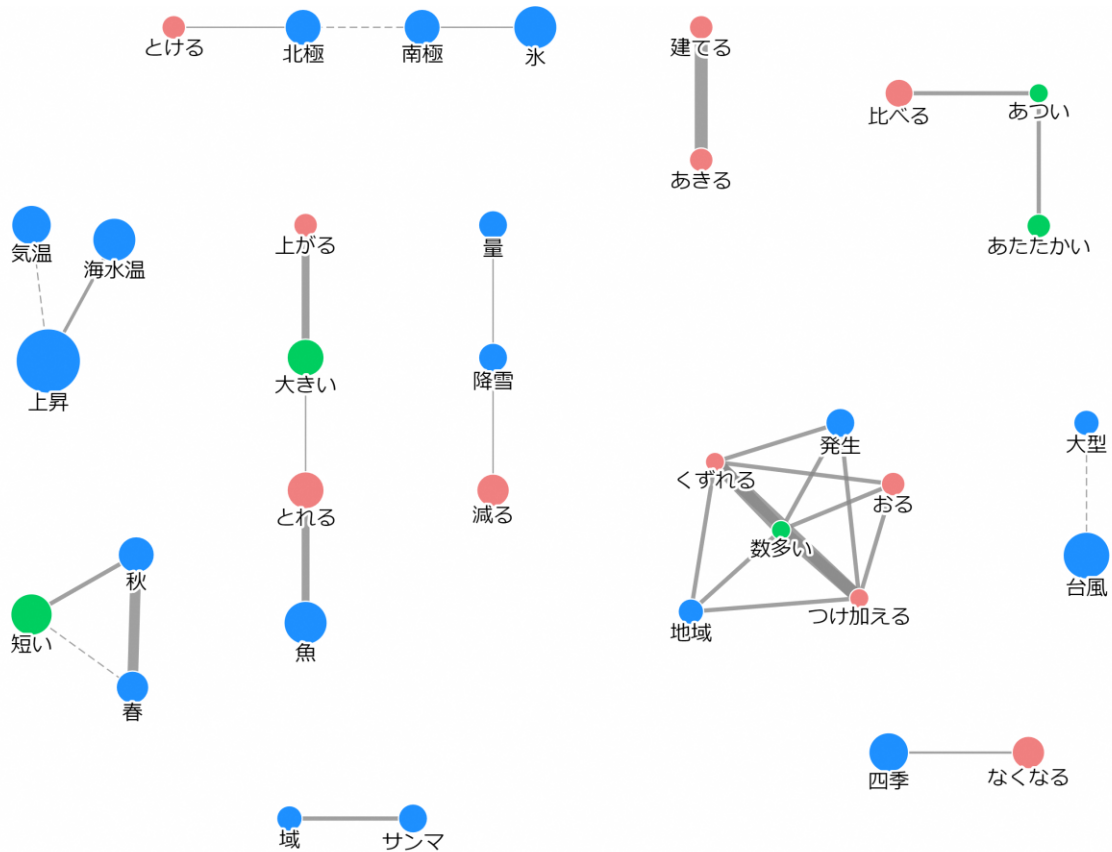 とける
北極
南極
氷
建てる
比べる
あつい
あきる
気温
海水温
上がる
量
あたたかい
上昇
大きい
降雪
発生
大型
くずれる
おる
とれる
減る
数多い
秋
台風
短い
つけ加える
地域
魚
春
四季
なくなる
域
サンマ